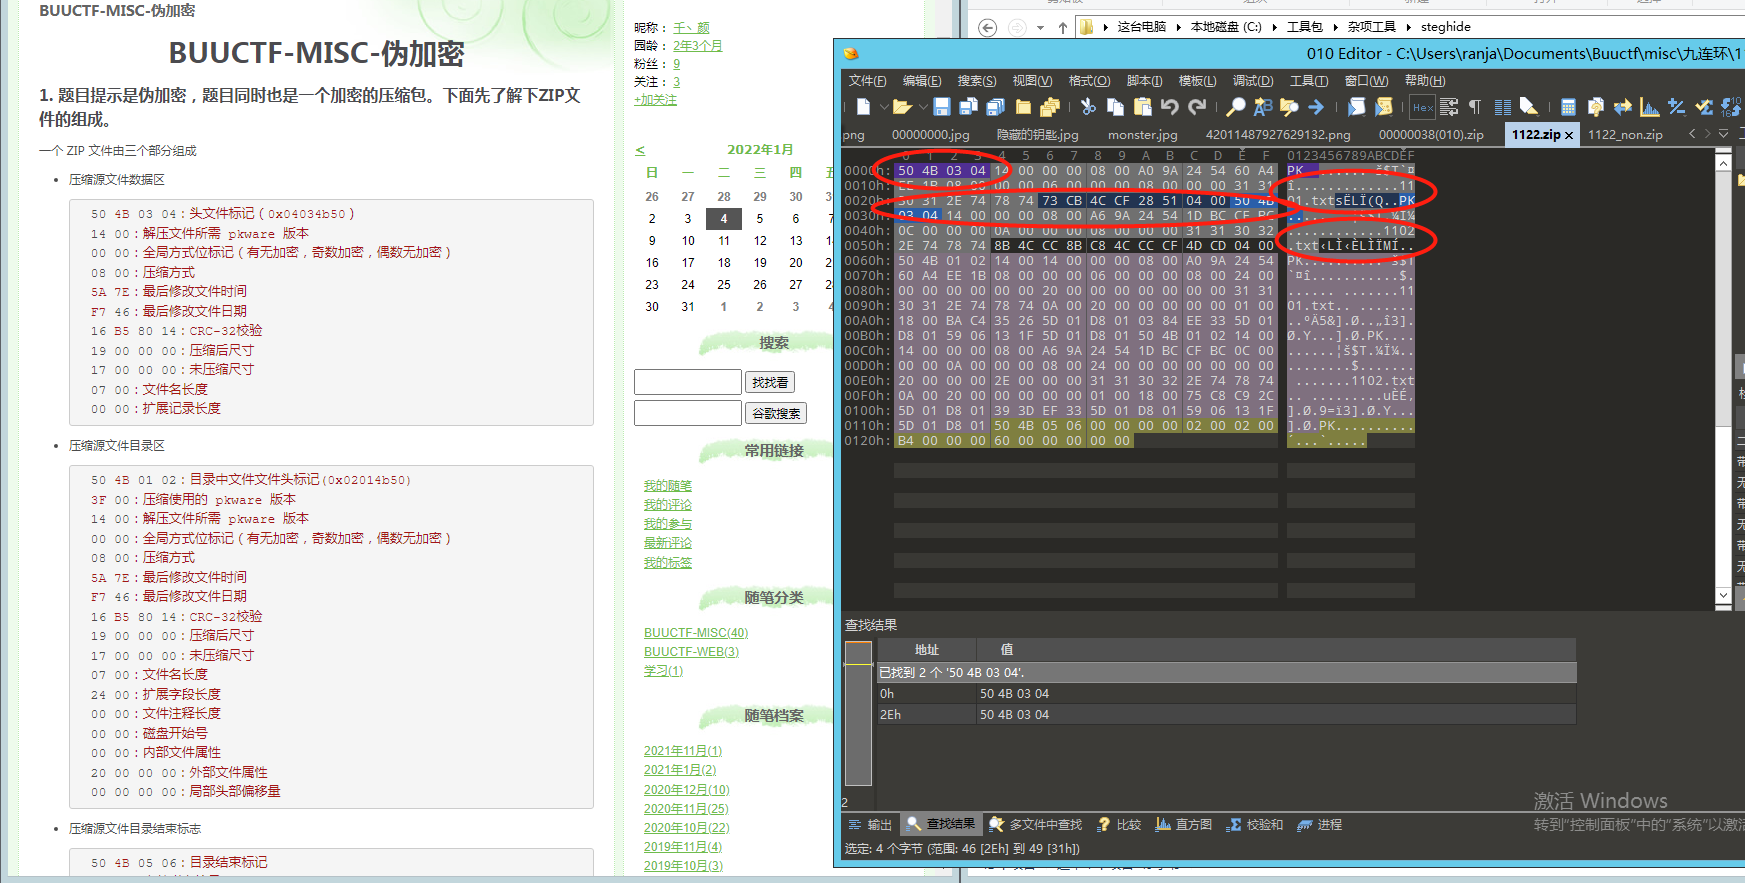 BUUCTF-MISC-伪加密
BUUCTF-MISC-伪加密
1. 题目提示是伪加密，题目同时也是一个加密的压缩包。下面先了解下ZIP文
件的组成。
一个 ZIP 文件由三个部分组成
压缩源文件数据区
50 4B 03 04：头文件标记（0x04034b50）
14 00：解压文件所需 pkware 版本
00 00：全局方式位标记（有无加密，奇数加密，偶数无加密）
08 00：压缩方式
5A 7E：最后修改文件时间
F7 46：最后修改文件日期
16 B5 80 14：CRC-32校验
19 00 00 00：压缩后尺寸
17 00 00 00：未压缩尺寸
07 00：文件名长度
00 00：扩展记录长度
压缩源文件目录区
50 4B 01 02：目录中文件文件头标记(0x02014b50)
3F 00：压缩使用的 pkware 版本
14 00：解压文件所需 pkware 版本
00 00：全局方式位标记（有无加密，奇数加密，偶数无加密）
08 00：压缩方式
5A 7E：最后修改文件时间
F7 46：最后修改文件日期
16 B5 80 14：CRC-32校验
19 00 00 00：压缩后尺寸
17 00 00 00：未压缩尺寸
07 00：文件名长度
24 00：扩展字段长度
00 00：文件注释长度
00 00：磁盘开始号
00 00：内部文件属性
20 00 00 00：外部文件属性
00 00 00 00：局部头部偏移量
压缩源文件目录结束标志
50 4B 05 06：目录结束标记
昵称： 千丶颜
园龄： 2年3个月
粉丝： 9
关注： 3
+加关注
< 2022年1月
日 一 二 三 四 五
26 27 28 29 30
2 3 4 5 6
9 10 11 12 13
16 17 18 19 20
23 24 25 26 27
30 31 1 2 3
搜索
找找看
谷歌搜索
常用链接
我的随笔
我的评论
我的参与
最新评论
我的标签
随笔分类
BUUCTF-MISC(40)
BUUCTF-WEB(3)
学习(1)
随笔档案
2021年11月(1)
2021年1月(2)
2020年12月(10)
2020年11月(25)
2020年10月(22)
2019年11月(4)
2019年10月(3)
这台电脑 本地磁盘 (C:) 工具包 杂项工具 steghide
010 Editor - C:\Users\ranja\Documents\Buuctf\misc\九连环\1
文件(F) 编辑(E) 搜索(S) 视图(V) 格式(O) 脚本(I) 模板(L) 调试(D) 工具(T) 窗口(W) 帮助(H)
Hex
png 00000000.jpg 隐藏的钥匙.jpg monster.jpg 42011487927629132.png 00000038(010).zip 1122.zip × 1122_non.zip
0 1 2 3 4 5 6 7 8 9 A B C D E F 0123456789ABCDEF
0000h: 50 4B 03 04 14 00 00 00 08 00 A0 9A 24 54 60 A4
0010h: EE 1B 08 00 00 00 06 00 00 00 08 00 00 00 31 31
0020h: 30 31 2E 74 78 74 73 CB 4C CF 28 51 04 00 50 4B 01.txtsËLÏ(Q..PK
0030h: 03 04 14 00 00 00 08 00 A6 9A 24 54 1D BC CF BC
0040h: 0C 00 00 00 0A 00 00 00 08 00 00 00 31 31 30 32 ............1102
0050h: 2E 74 78 74 8B 4C CC 8B C8 4C CC CF 4D CD 04 00 .txt‹LÌ‹ÈLÌÏMÍ..
0060h: 50 4B 01 02 14 00 14 00 00 00 08 00 A0 9A 24 54
0070h: 60 A4 EE 1B 08 00 00 00 06 00 00 00 08 00 24 00
0080h: 00 00 00 00 00 00 20 00 00 00 00 00 00 00 31 31
0090h: 30 31 2E 74 78 74 0A 00 20 00 00 00 00 00 01 00
00A0h: 18 00 BA C4 35 26 5D 01 D8 01 03 84 EE 33 5D 01 ..ºÄ5&].Ø..„î3].
00B0h: D8 01 59 06 13 1F 5D 01 D8 01 50 4B 01 02 14 00 Ø.Y...].Ø.PK....
00C0h: 14 00 00 00 08 00 A6 9A 24 54 1D BC CF BC 0C 00 ......¦š$T.¼Ï¼..
00D0h: 00 00 0A 00 00 00 08 00 24 00 00 00 00 00 00 00 ........$.......
00E0h: 20 00 00 00 2E 00 00 00 31 31 30 32 2E 74 78 74 .......1102.txt
00F0h: 0A 00 20 00 00 00 00 00 01 00 18 00 75 C8 C9 2C .. .........uÈÉ,
0100h: 5D 01 D8 01 39 3D EF 33 5D 01 D8 01 59 06 13 1F ].Ø.9=ï3].Ø.Y...
0110h: 5D 01 D8 01 50 4B 05 06 00 00 00 00 02 00 02 00 ].Ø.PK..........
0120h: B4 00 00 00 60 00 00 00 00 00 ´...`.....
查找结果
地址 值
已找到 2 个 '50 4B 03 04'.
0h 50 4B 03 04
2Eh 50 4B 03 04
激活 Windows
转到"控制面板"中的"系统"以激
输出 查找结果 多文件中查找 比较 直方图 校验和 进程
选定: 4 个字节 (范围: 46 [2Eh] 到 49 [31h])